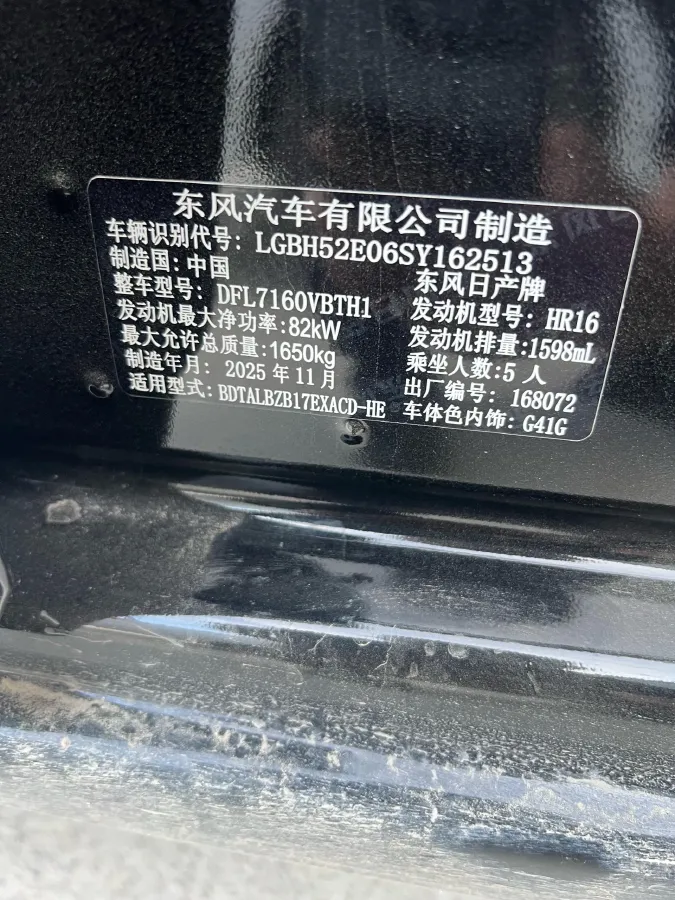 东风汽车有限公司制造
车辆识别代号：LGBH52E06SY162513
制造国：中国 东风日产牌
整车型号：DFL7160VBTH1 发动机型号：HR16
发动机最大净功率：82kW 发动机排量：1598mL
最大允许总质量：1650kg 乘坐人数：5 人
制造年月：2025 年 11 月 出厂编号：168072
适用型式：BDTALBZB17EXACD-HE 车体色内饰：G41G